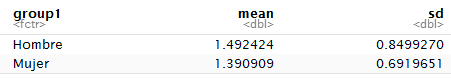 group1 mean sd
<fctr> <dbl> <dbl>
Hombre 1.492424 0.8499270
Mujer 1.390909 0.6919651